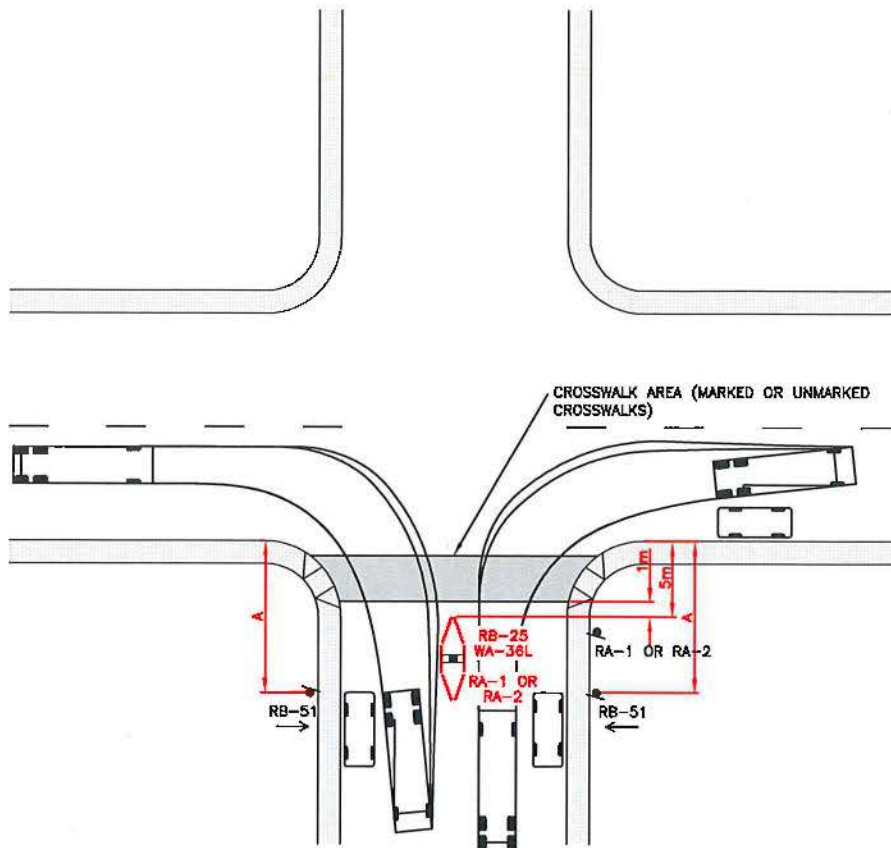 CROSSWALK AREA (MARKED OR UNMARKED
CROSSWALKS)
A
1m
5m
A
RB-25
WA-36L
RA-1 OR
RA-2
RA-1 OR RA-2
RB-51
RB-51